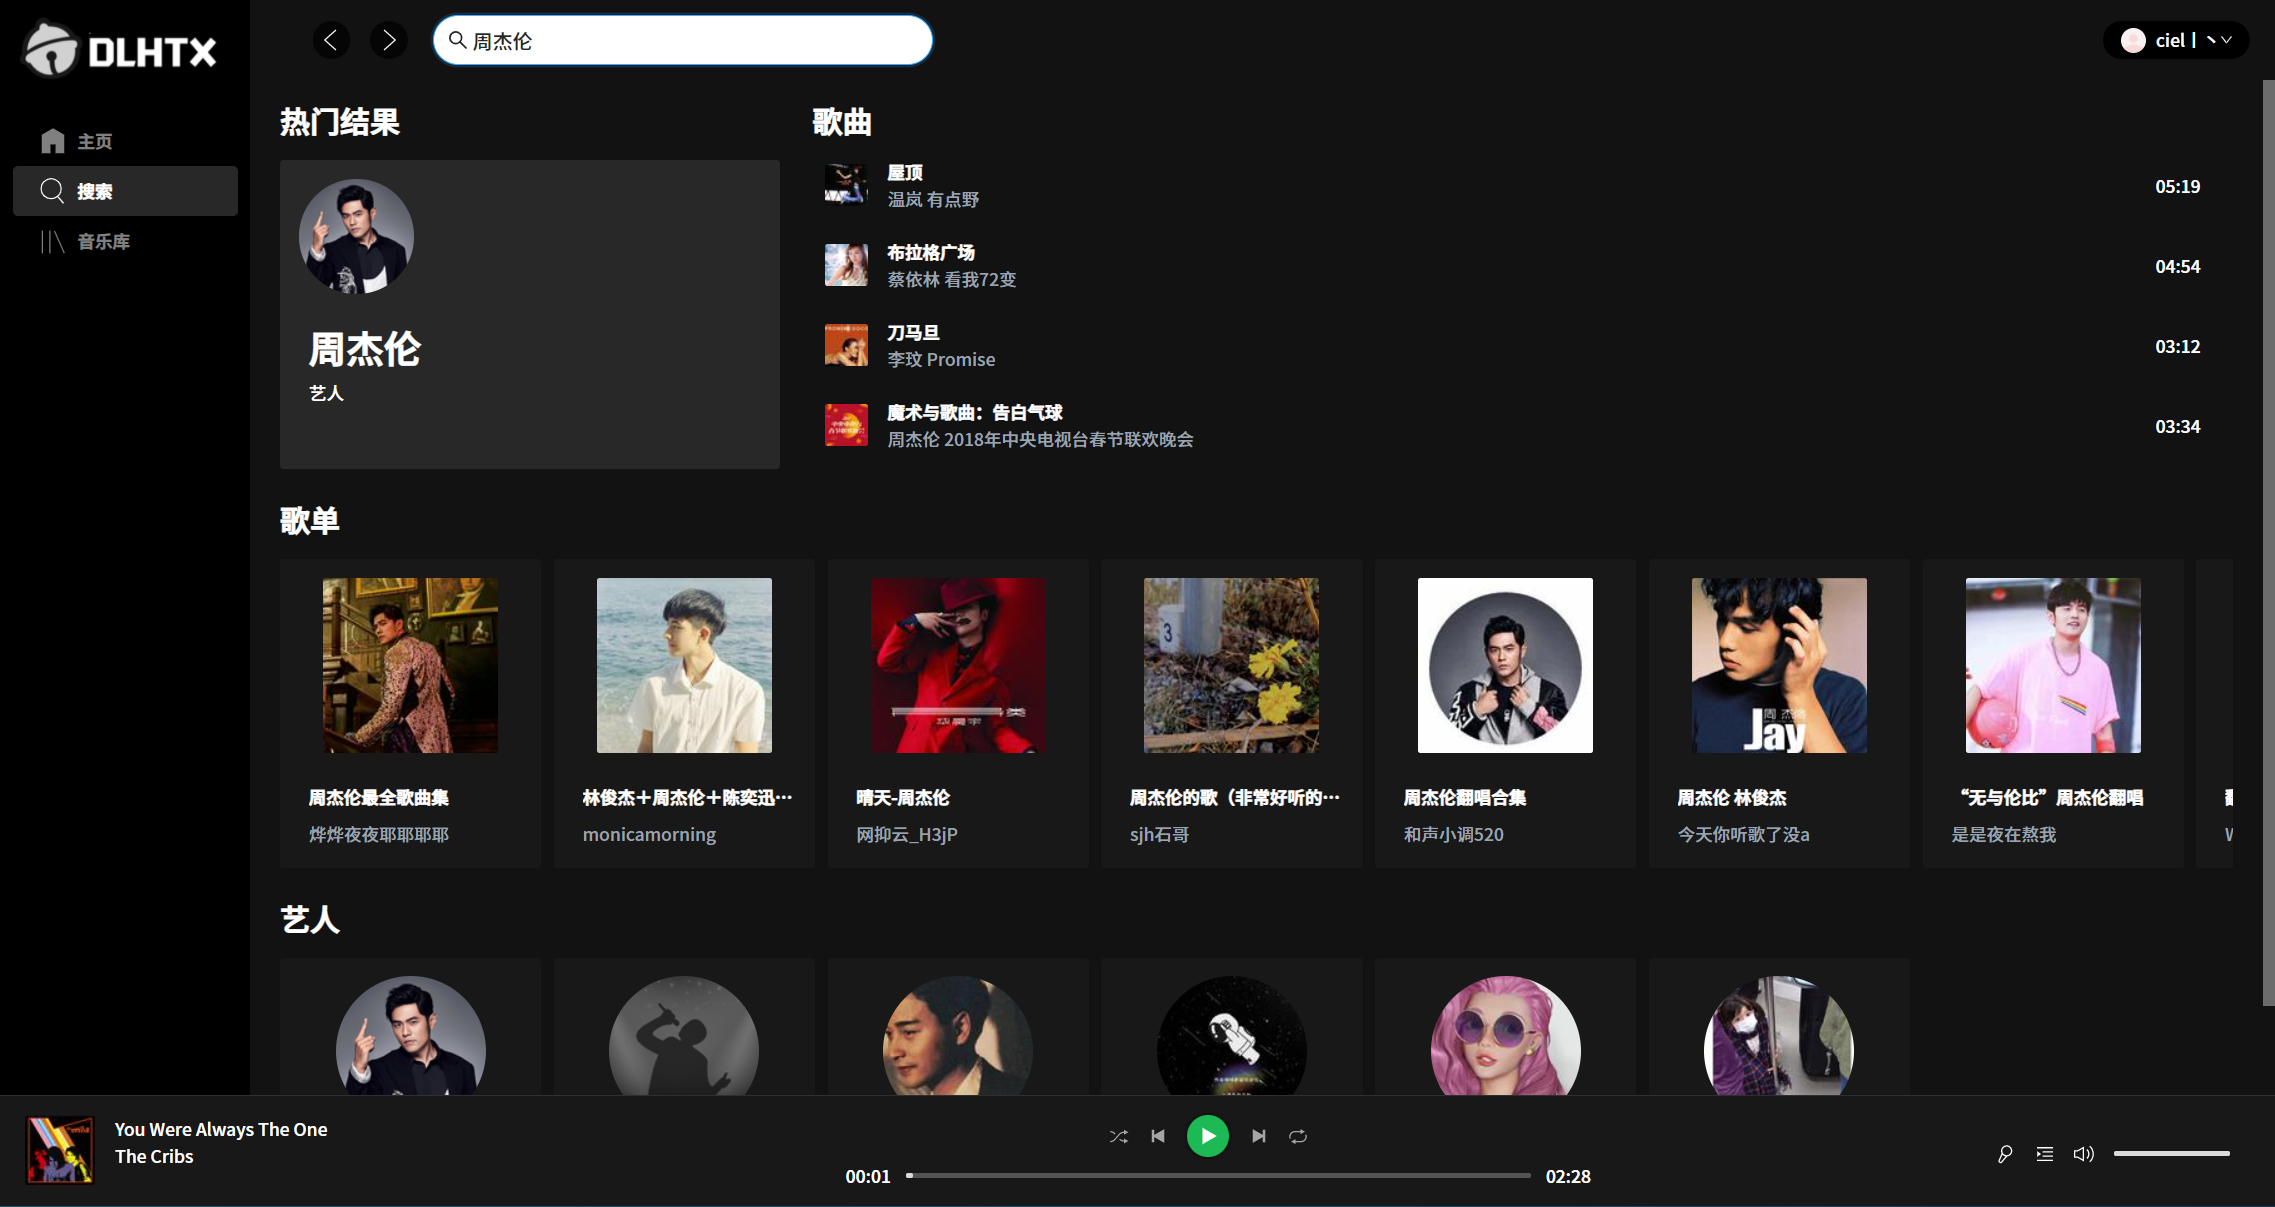 DLHTX
周杰伦
ciel丨丶
主页
搜索
音乐库
热门结果
周杰伦
艺人
歌曲
屋顶
温岚 有点野
05:19
布拉格广场
蔡依林 看我72变
04:54
刀马旦
李玟 Promise
03:12
魔术与歌曲：告白气球
周杰伦 2018年中央电视台春节联欢晚会
03:34
歌单
3
周杰伦
Jay
周杰伦最全歌曲集
烨烨夜夜耶耶耶耶
林俊杰＋周杰伦＋陈奕迅…
monicamorning
晴天-周杰伦
网抑云_H3jP
周杰伦的歌（非常好听的…
sjh石哥
周杰伦翻唱合集
和声小调520
周杰伦 林俊杰
今天你听歌了没a
“无与伦比”周杰伦翻唱
是是夜在熬我
艺人
You Were Always The One
The Cribs
00:01
02:28